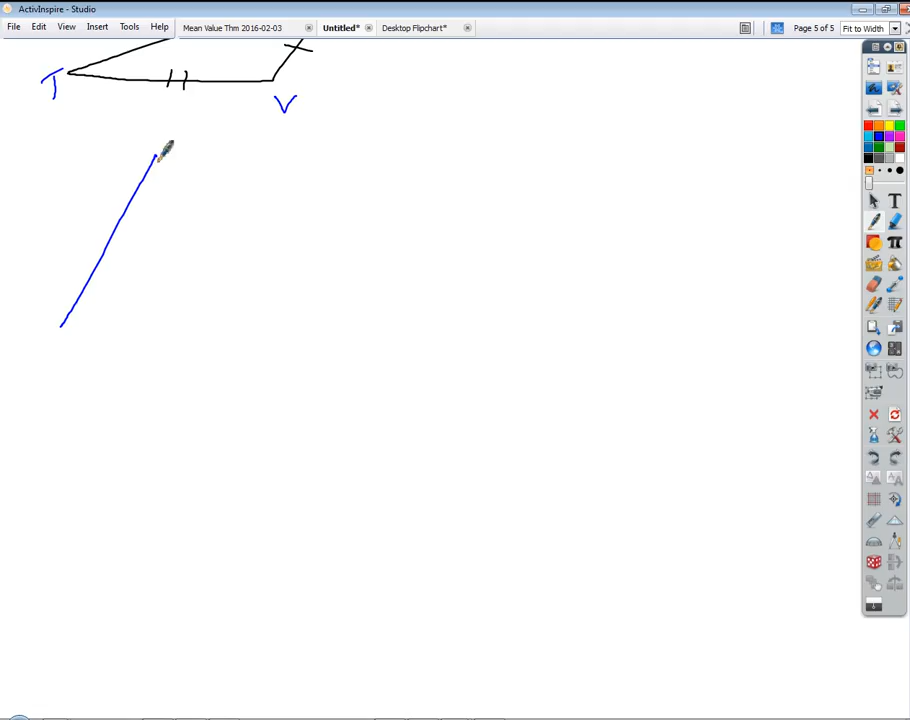 ActivInspire - Studio
File Edit View Insert Tools Help
Mean Value Thm 2016-02-03
Untitled*
Desktop Flipchart*
Page 5 of 5
Fit to Width
T
T
V